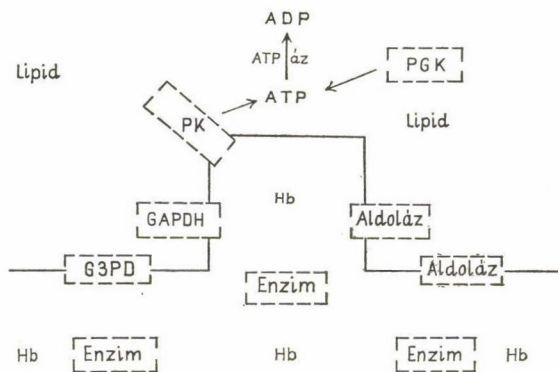 ADP
ATP áz
PGK
Lipid
ATP
PK
Lipid
Hb
GAPDH
Aldoláz
G3PD
Aldoláz
Enzim
Hb Enzim Hb Enzim Hb